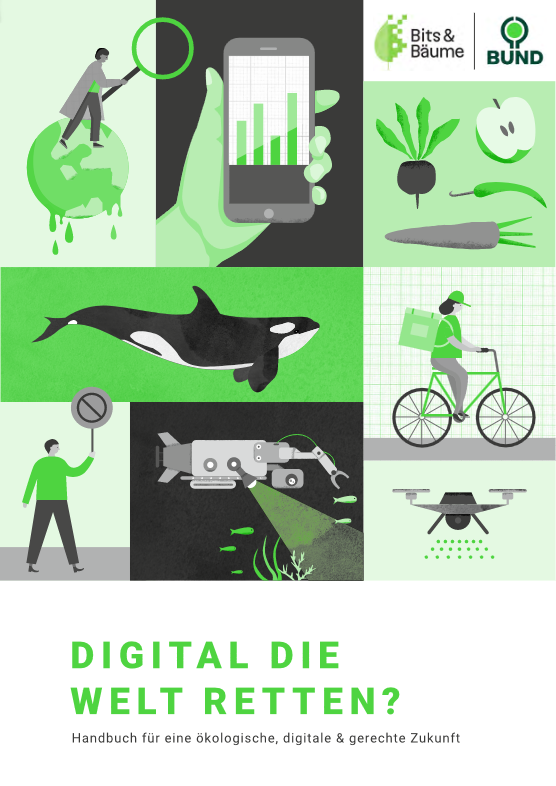 Bits &
Bäume
BUND
DIGITAL DIE
WELT RETTEN?
Handbuch für eine ökologische, digitale & gerechte Zukunft